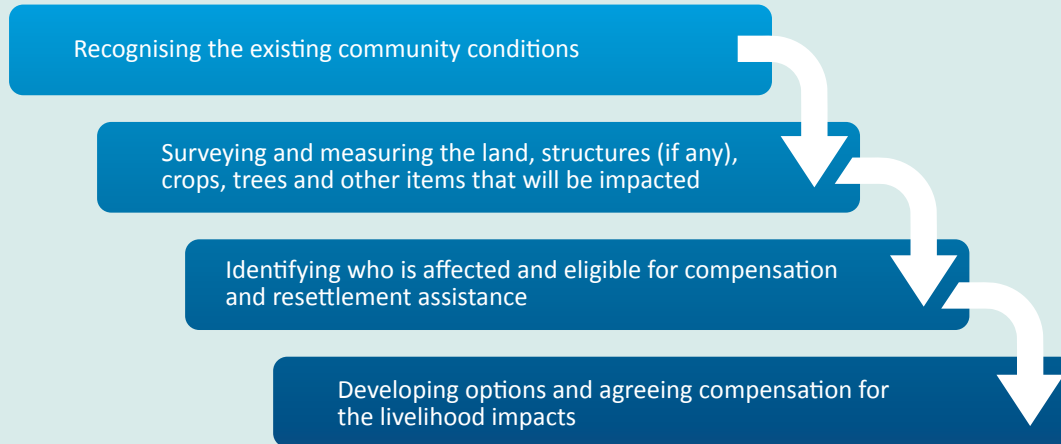 Recognising the existing community conditions
Surveying and measuring the land, structures (if any),
crops, trees and other items that will be impacted
Identifying who is affected and eligible for compensation
and resettlement assistance
Developing options and agreeing compensation for
the livelihood impacts